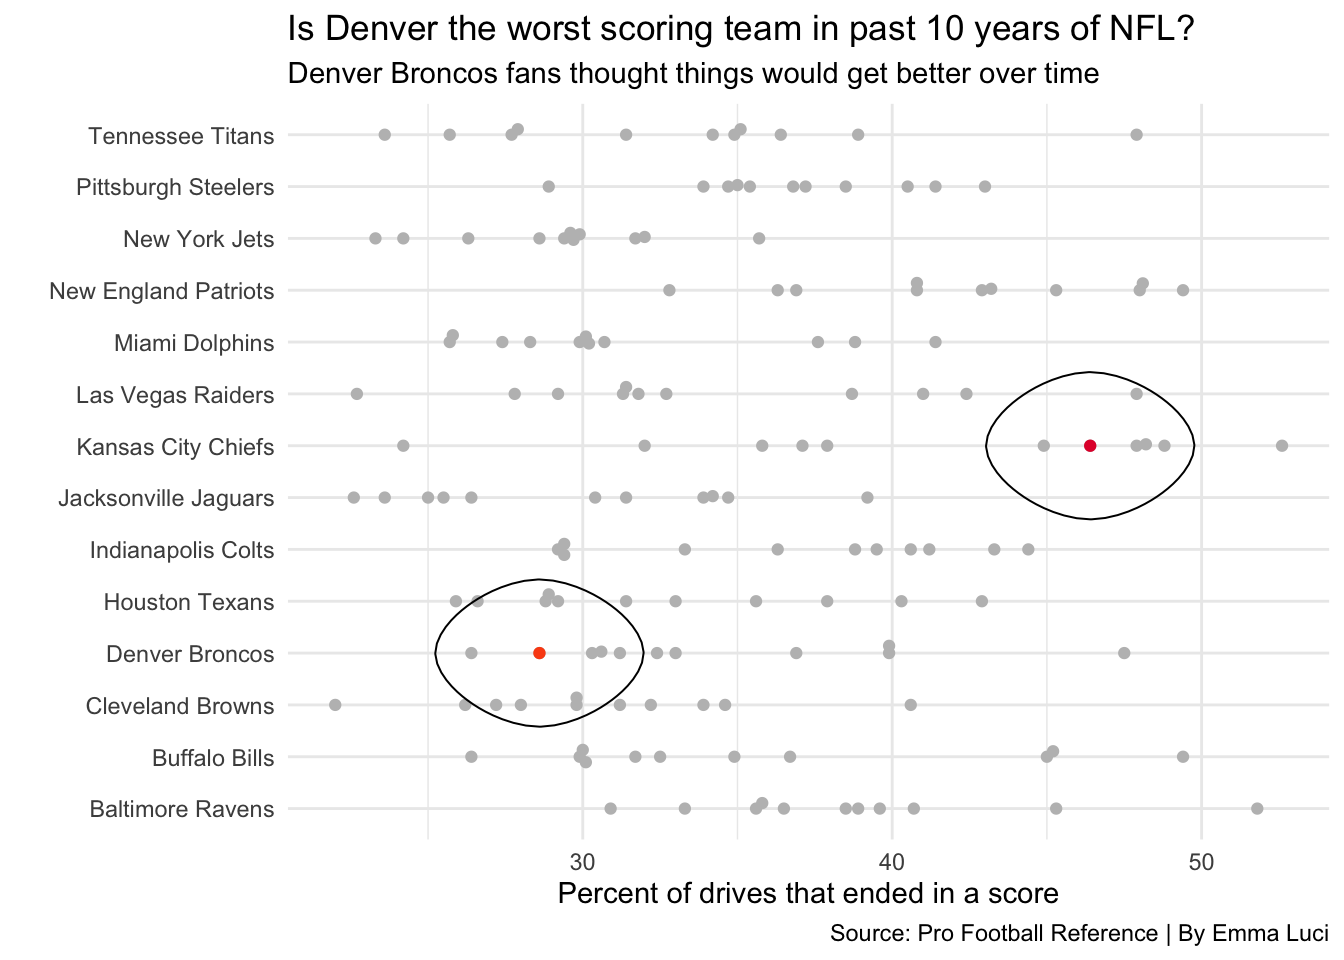 Is Denver the worst scoring team in past 10 years of NFL?
Denver Broncos fans thought things would get better over time
Tennessee Titans
Pittsburgh Steelers
New York Jets
New England Patriots
Miami Dolphins
Las Vegas Raiders
Kansas City Chiefs
Jacksonville Jaguars
Indianapolis Colts
Houston Texans
Denver Broncos
Cleveland Browns
Buffalo Bills
Baltimore Ravens
30 40 50
Percent of drives that ended in a score
Source: Pro Football Reference | By Emma Luci